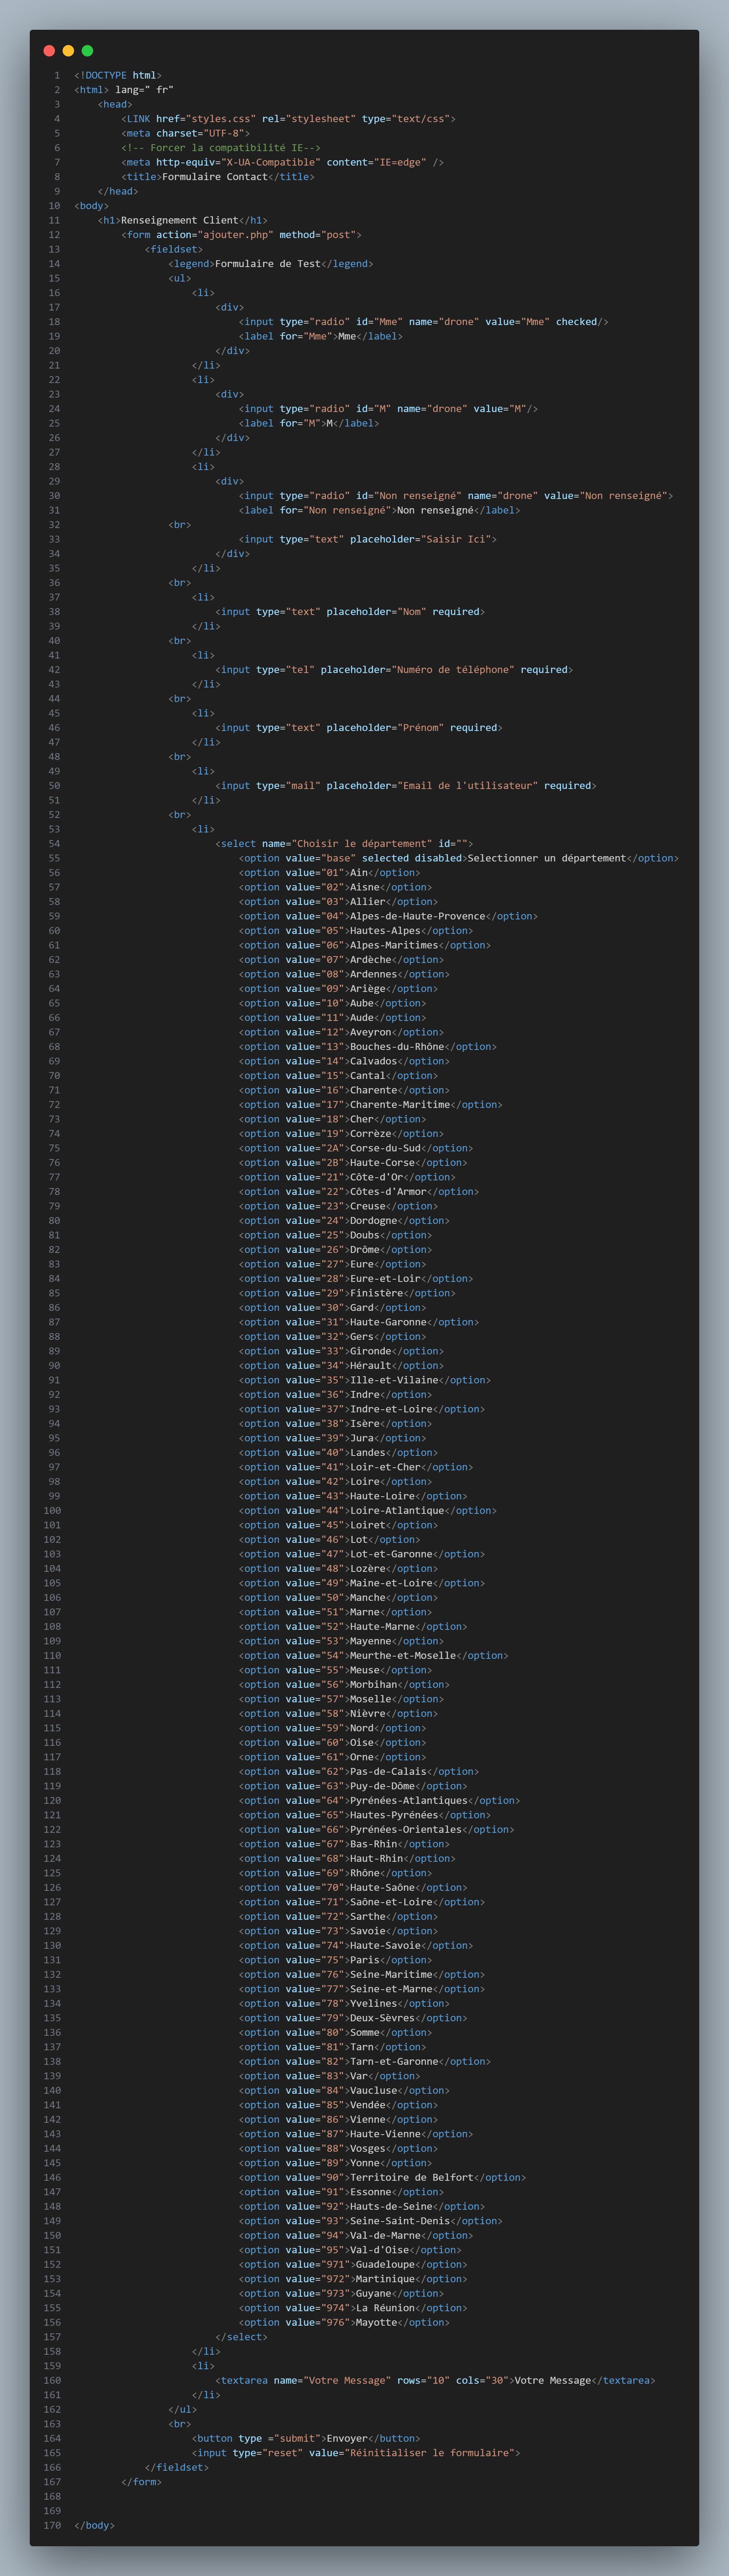 1 <!DOCTYPE html>
2 <html> lang=" fr"
3 <head>
4 <LINK href="styles.css" rel="stylesheet" type="text/css">
5 <meta charset="UTF-8">
6 <!-- Forcer la compatibilité IE-->
7 <meta http-equiv="X-UA-Compatible" content="IE=edge" />
8 <title>Formulaire Contact</title>
9 </head>
10 <body>
11 <h1>Renseignement Client</h1>
12 <form action="ajouter.php" method="post">
13 <fieldset>
14 <legend>Formulaire de Test</legend>
15 <ul>
16 <li>
17 <div>
18 <input type="radio" id="Mme" name="drone" value="Mme" checked/>
19 <label for="Mme">Mme</label>
20 </div>
21 </li>
22 <li>
23 <div>
24 <input type="radio" id="M" name="drone" value="M"/>
25 <label for="M">M</label>
26 </div>
27 </li>
28 <li>
29 <div>
30 <input type="radio" id="Non renseigné" name="drone" value="Non renseigné">
31 <label for="Non renseigné">Non renseigné</label>
32 <br>
33 <input type="text" placeholder="Saisir Ici">
34 </div>
35 </li>
36 <br>
37 <li>
38 <input type="text" placeholder="Nom" required>
39 </li>
40 <br>
41 <li>
42 <input type="tel" placeholder="Numéro de téléphone" required>
43 </li>
44 <br>
45 <li>
46 <input type="text" placeholder="Prénom" required>
47 </li>
48 <br>
49 <li>
50 <input type="mail" placeholder="Email de l'utilisateur" required>
51 </li>
52 <br>
53 <li>
54 <select name="Choisir le département" id="">
55 <option value="base" selected disabled>Selectionner un département</option>
56 <option value="01">Ain</option>
57 <option value="02">Aisne</option>
58 <option value="03">Allier</option>
59 <option value="04">Alpes-de-Haute-Provence</option>
60 <option value="05">Hautes-Alpes</option>
61 <option value="06">Alpes-Maritimes</option>
62 <option value="07">Ardèche</option>
63 <option value="08">Ardennes</option>
64 <option value="09">Ariège</option>
65 <option value="10">Aube</option>
66 <option value="11">Aude</option>
67 <option value="12">Aveyron</option>
68 <option value="13">Bouches-du-Rhône</option>
69 <option value="14">Calvados</option>
70 <option value="15">Cantal</option>
71 <option value="16">Charente</option>
72 <option value="17">Charente-Maritime</option>
73 <option value="18">Cher</option>
74 <option value="19">Corrèze</option>
75 <option value="2A">Corse-du-Sud</option>
76 <option value="2B">Haute-Corse</option>
77 <option value="21">Côte-d'Or</option>
78 <option value="22">Côtes-d'Armor</option>
79 <option value="23">Creuse</option>
80 <option value="24">Dordogne</option>
81 <option value="25">Doubs</option>
82 <option value="26">Drôme</option>
83 <option value="27">Eure</option>
84 <option value="28">Eure-et-Loir</option>
85 <option value="29">Finistère</option>
86 <option value="30">Gard</option>
87 <option value="31">Haute-Garonne</option>
88 <option value="32">Gers</option>
89 <option value="33">Gironde</option>
90 <option value="34">Hérault</option>
91 <option value="35">Ille-et-Vilaine</option>
92 <option value="36">Indre</option>
93 <option value="37">Indre-et-Loire</option>
94 <option value="38">Isère</option>
95 <option value="39">Jura</option>
96 <option value="40">Landes</option>
97 <option value="41">Loir-et-Cher</option>
98 <option value="42">Loire</option>
99 <option value="43">Haute-Loire</option>
100 <option value="44">Loire-Atlantique</option>
101 <option value="45">Loiret</option>
102 <option value="46">Lot</option>
103 <option value="47">Lot-et-Garonne</option>
104 <option value="48">Lozère</option>
105 <option value="49">Maine-et-Loire</option>
106 <option value="50">Manche</option>
107 <option value="51">Marne</option>
108 <option value="52">Haute-Marne</option>
109 <option value="53">Mayenne</option>
110 <option value="54">Meurthe-et-Moselle</option>
111 <option value="55">Meuse</option>
112 <option value="56">Morbihan</option>
113 <option value="57">Moselle</option>
114 <option value="58">Nièvre</option>
115 <option value="59">Nord</option>
116 <option value="60">Oise</option>
117 <option value="61">Orne</option>
118 <option value="62">Pas-de-Calais</option>
119 <option value="63">Puy-de-Dôme</option>
120 <option value="64">Pyrénées-Atlantiques</option>
121 <option value="65">Hautes-Pyrénées</option>
122 <option value="66">Pyrénées-Orientales</option>
123 <option value="67">Bas-Rhin</option>
124 <option value="68">Haut-Rhin</option>
125 <option value="69">Rhône</option>
126 <option value="70">Haute-Saône</option>
127 <option value="71">Saône-et-Loire</option>
128 <option value="72">Sarthe</option>
129 <option value="73">Savoie</option>
130 <option value="74">Haute-Savoie</option>
131 <option value="75">Paris</option>
132 <option value="76">Seine-Maritime</option>
133 <option value="77">Seine-et-Marne</option>
134 <option value="78">Yvelines</option>
135 <option value="79">Deux-Sèvres</option>
136 <option value="80">Somme</option>
137 <option value="81">Tarn</option>
138 <option value="82">Tarn-et-Garonne</option>
139 <option value="83">Var</option>
140 <option value="84">Vaucluse</option>
141 <option value="85">Vendée</option>
142 <option value="86">Vienne</option>
143 <option value="87">Haute-Vienne</option>
144 <option value="88">Vosges</option>
145 <option value="89">Yonne</option>
146 <option value="90">Territoire de Belfort</option>
147 <option value="91">Essonne</option>
148 <option value="92">Hauts-de-Seine</option>
149 <option value="93">Seine-Saint-Denis</option>
150 <option value="94">Val-de-Marne</option>
151 <option value="95">Val-d'Oise</option>
152 <option value="971">Guadeloupe</option>
153 <option value="972">Martinique</option>
154 <option value="973">Guyane</option>
155 <option value="974">La Réunion</option>
156 <option value="976">Mayotte</option>
157 </select>
158 </li>
159 <li>
160 <textarea name="Votre Message" rows="10" cols="30">Votre Message</textarea>
161 </li>
162 </ul>
163 <br>
164 <button type ="submit">Envoyer</button>
165 <input type="reset" value="Réinitialiser le formulaire">
166 </fieldset>
167 </form>
168
169
170 </body>